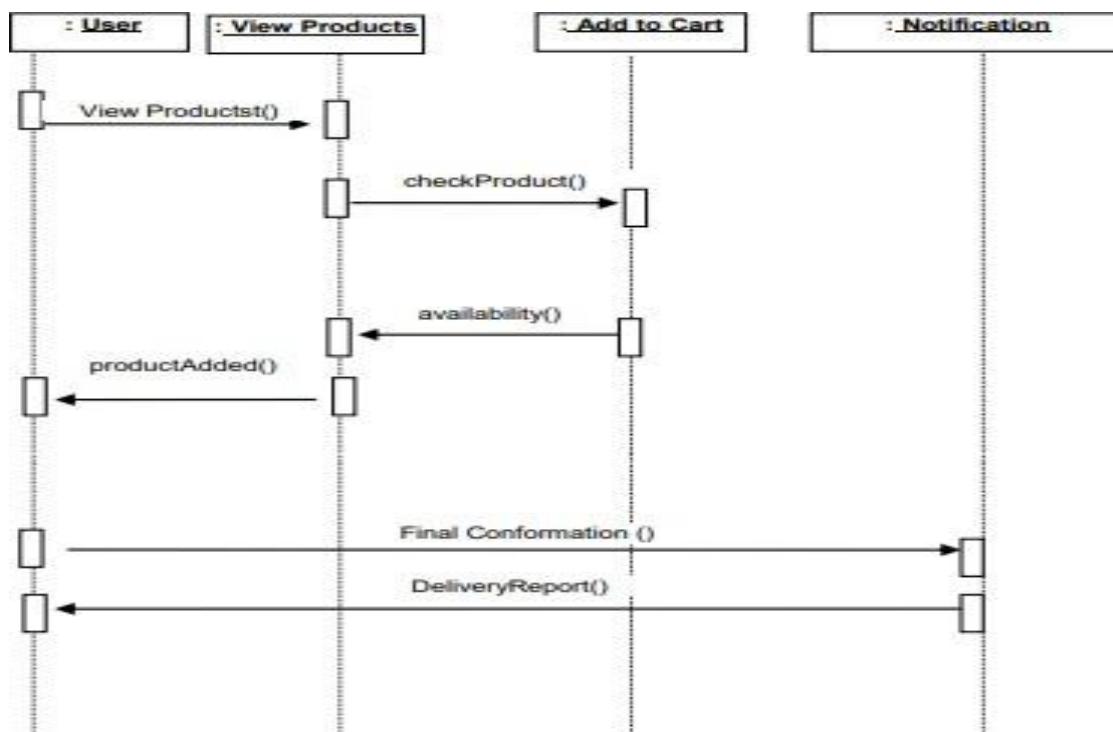 : User
: View Products
: Add to Cart
: Notification
View Productst()
checkProduct()
availability()
productAdded()
Final Conformation ()
DeliveryReport()